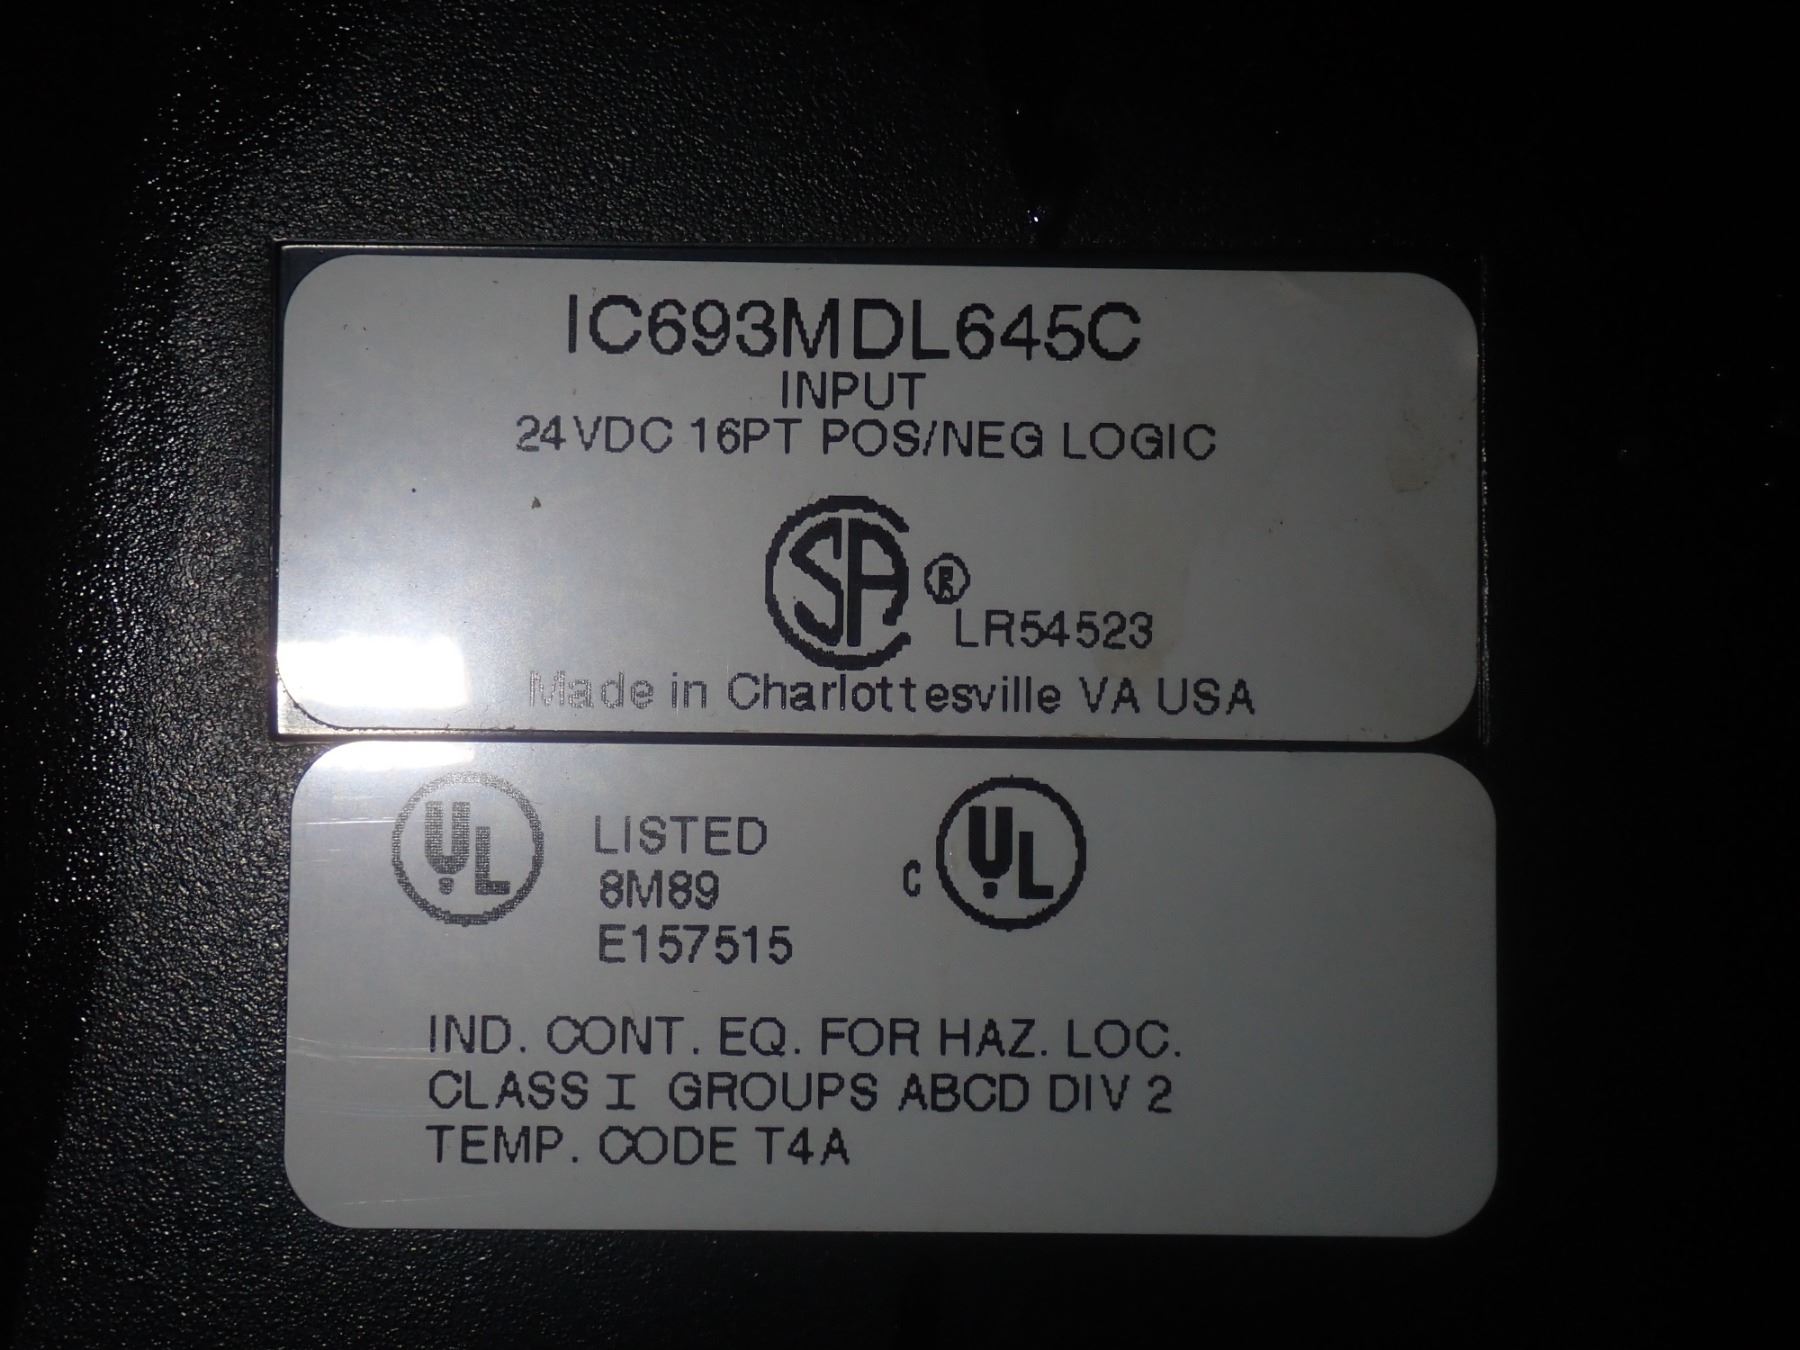 IC693MDL645C
INPUT
24VDC 16PT POS/NEG LOGIC
SA ®
LR54523
Made in Charlottesville VA USA
UL LISTED C UL
8M89
E157515
IND. CONT. EQ. FOR HAZ. LOC.
CLASS I GROUPS ABCD DIV 2
TEMP. CODE T4A